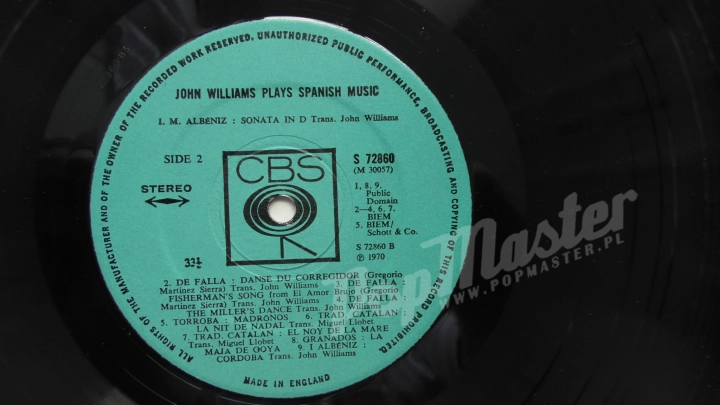 ALL RIGHTS OF THE MANUFACTURER AND OF THE OWNER OF THE RECORDED WORK RESERVED. UNAUTHORIZED PUBLIC PERFORMANCE, BROADCASTING AND COPYING OF THIS RECORD PROHIBITED.
JOHN WILLIAMS PLAYS SPANISH MUSIC
1. M. ALBÉNIZ : SONATA IN D Trans. John Williams
SIDE 2
CBS
S 72860
(M 30057)
STEREO
1, 8, 9.
Public
Domain
2—4, 6, 7.
BIEM
5. BIEM/
Schott & Co.
S 72860 B
℗ 1970
33⅓
2. DE FALLA : DANSE DU CORREGIDOR (Gregorio
Martinez Sierra) Trans. John Williams 3. DE FALLA :
FISHERMAN'S SONG from El Amor Brujo (Gregorio
Martinez Sierra) Trans. John Williams 4. DE FALLA :
THE MILLER'S DANCE Trans. John Williams
5. TORROBA : MADRONOS 6. TRAD. CATALAN :
LA NIT DE NADAL Trans. Miguel Llobet
7. TRAD. CATALAN : EL NOY DE LA MARE
Trans. Miguel Llobet 8. GRANADOS : LA
MAJA DE GOYA 9. I ALBÉNIZ :
CORDOBA Trans. John Williams
MADE IN ENGLAND
PopMaster
WWW.POPMASTER.PL